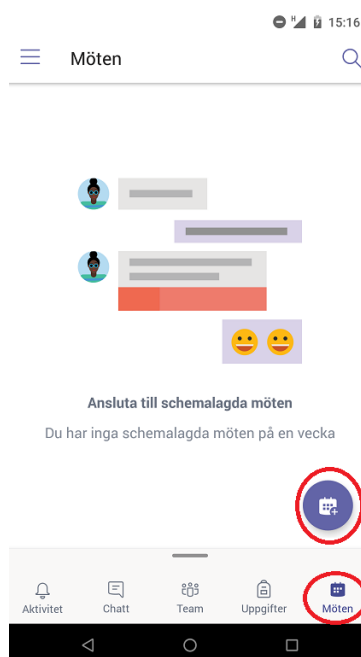 H 15:16
Möten
Ansluta till schemalagda möten
Du har inga schemalagda möten på en vecka
Aktivitet Chatt Team Uppgifter Möten